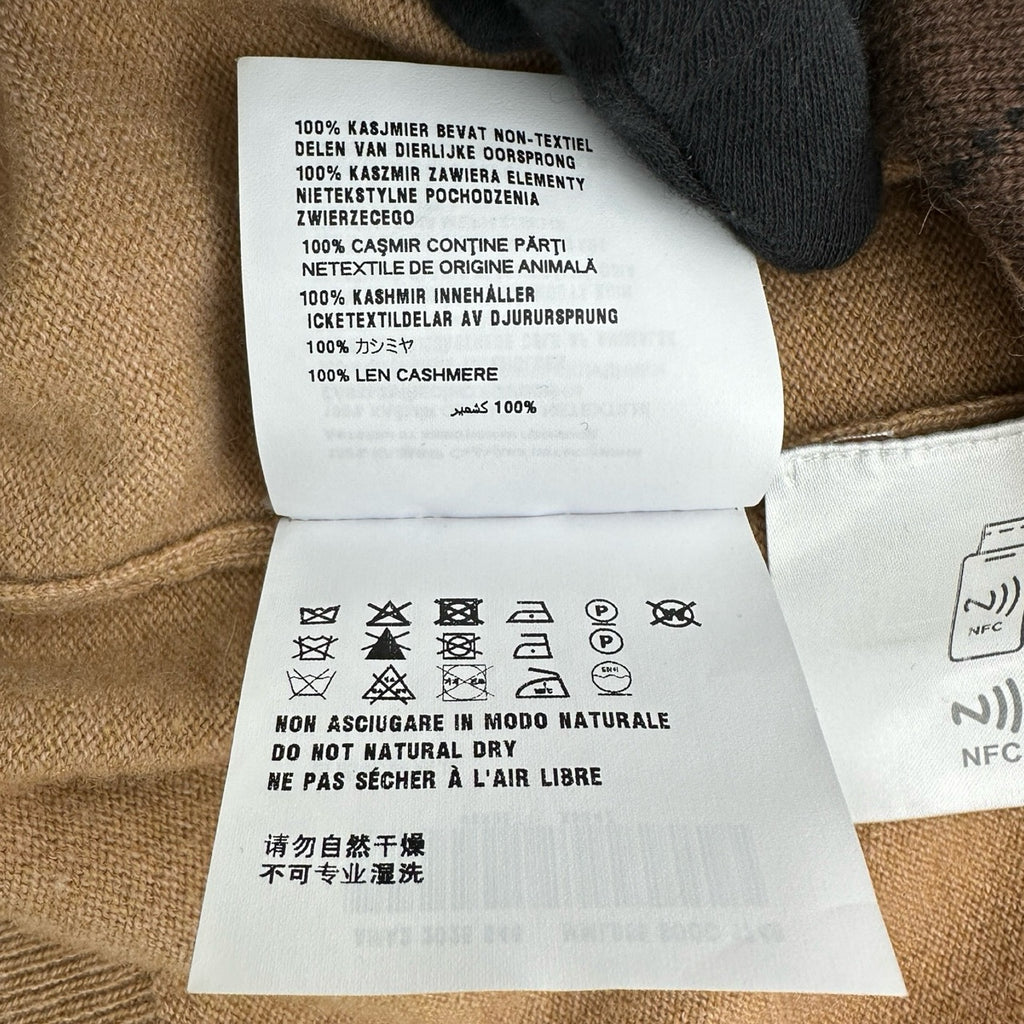 100% KASJMIER BEVAT NON-TEXTIEL
DELEN VAN DIERLIJKE OORSPRONG
100% KASZMIR ZAWIERA ELEMENTY
NIETEKSTYLNE POCHODZENIA
ZWIERZECEGO
100% CAŞMIR CONŢINE PĂRŢI
NETEXTILE DE ORIGINE ANIMALĂ
100% KASHMIR INNEHÅLLER
ICKETEXTILDELAR AV DJURURSPRUNG
100% カシミヤ
100% LEN CASHMERE
100% كشمير
P
W
P
NON ASCIUGARE IN MODO NATURALE
DO NOT NATURAL DRY
NE PAS SÉCHER À L'AIR LIBRE
请勿自然干燥
不可专业湿洗
NFC
NFC